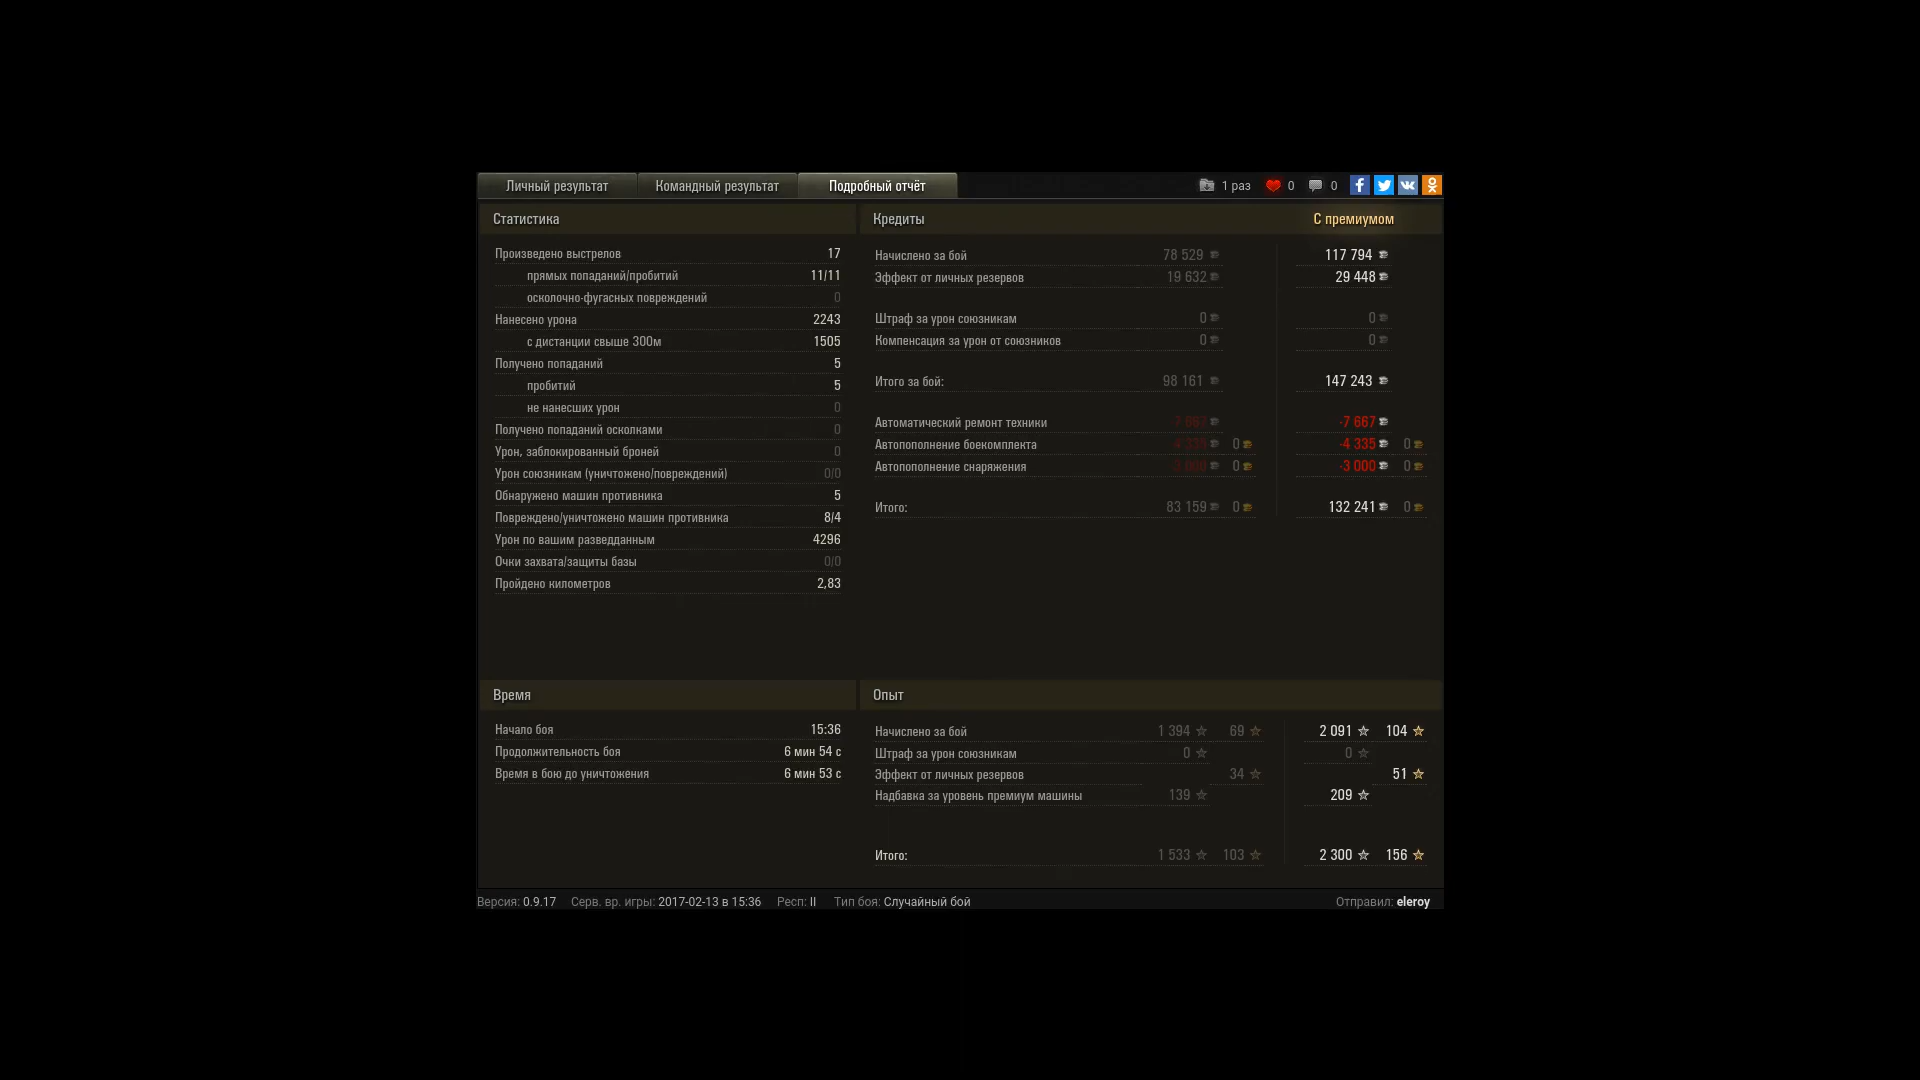 Личный результат Командный результат Подробный отчёт 1 раз 0 0
Статистика
Произведено выстрелов 17
прямых попаданий/пробитий 11/11
осколочно-фугасных повреждений 0
Нанесено урона 2243
с дистанции свыше 300м 1505
Получено попаданий 5
пробитий 5
не нанесших урон 0
Получено попаданий осколками 0
Урон, заблокированный броней 0
Урон союзникам (уничтожено/повреждений) 0/0
Обнаружено машин противника 5
Повреждено/уничтожено машин противника 8/4
Урон по вашим разведданным 4296
Очки захвата/защиты базы 0/0
Пройдено километров 2,83
Кредиты С премиумом
Начислено за бой 78 529 117 794
Эффект от личных резервов 19 632 29 448
Штраф за урон союзникам 0 0
Компенсация за урон от союзников 0 0
Итого за бой: 98 161 147 243
Автоматический ремонт техники -7 667 -7 667
Автопополнение боекомплекта -4 335 0 -4 335 0
Автопополнение снаряжения -3 000 0 -3 000 0
Итого: 83 159 0 132 241 0
Время
Начало боя 15:36
Продолжительность боя 6 мин 54 с
Время в бою до уничтожения 6 мин 53 с
Опыт
Начислено за бой 1 394 69 2 091 104
Штраф за урон союзникам 0 0
Эффект от личных резервов 34 51
Надбавка за уровень премиум машины 139 209
Итого: 1 533 103 2 300 156
Версия: 0.9.17 Серв. вр. игры: 2017-02-13 в 15:36 Респ: II Тип боя: Случайный бой Отправил: eleroy